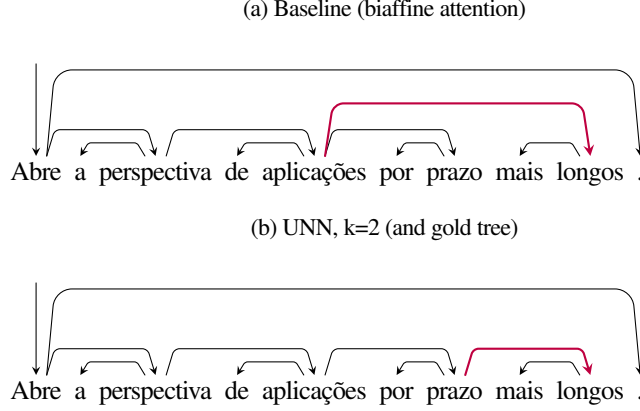 (a) Baseline (biaffine attention)
Abre a perspectiva de aplicações por prazo mais longos .
(b) UNN, k=2 (and gold tree)
Abre a perspectiva de aplicações por prazo mais longos .